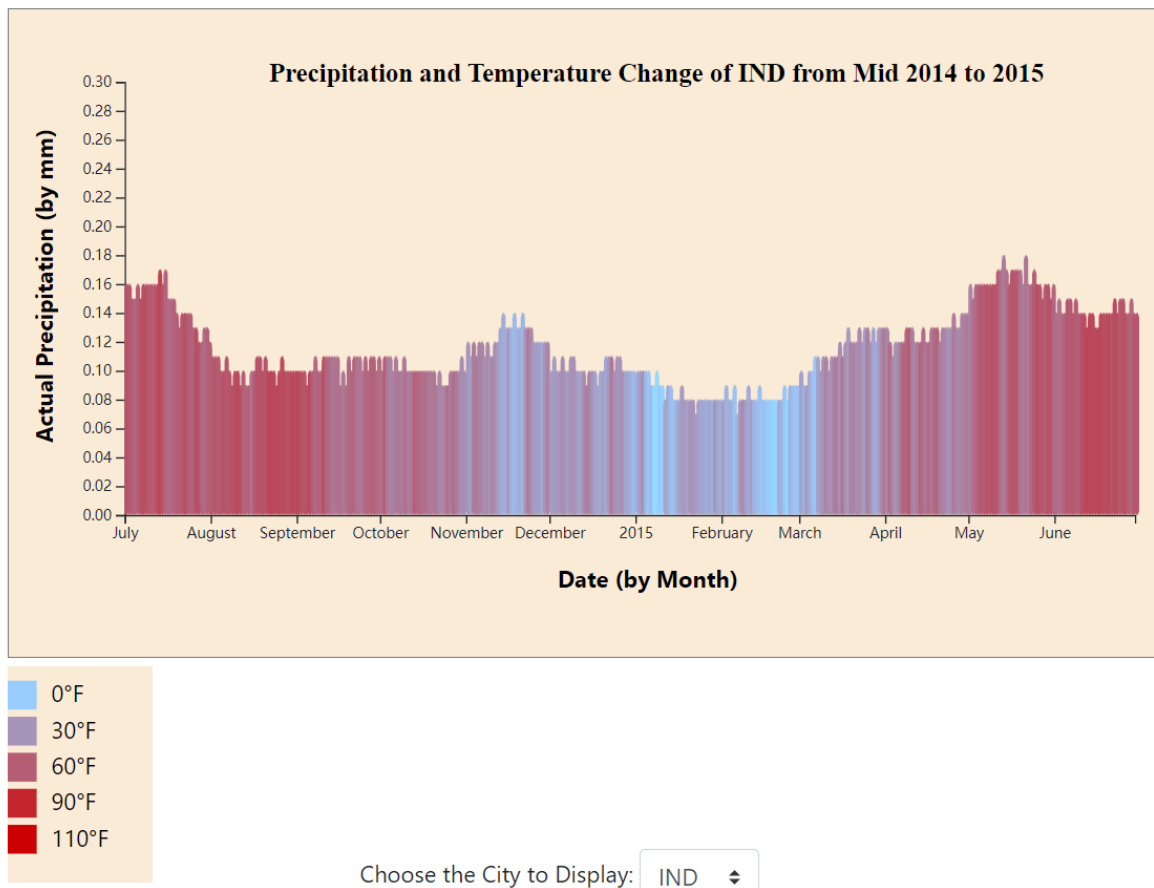 Precipitation and Temperature Change of IND from Mid 2014 to 2015
Actual Precipitation (by mm)
0.30
0.28
0.26
0.24
0.22
0.20
0.18
0.16
0.14
0.12
0.10
0.08
0.06
0.04
0.02
0.00
July August September October November December 2015 February March April May June
Date (by Month)
0°F
30°F
60°F
90°F
110°F
Choose the City to Display: IND